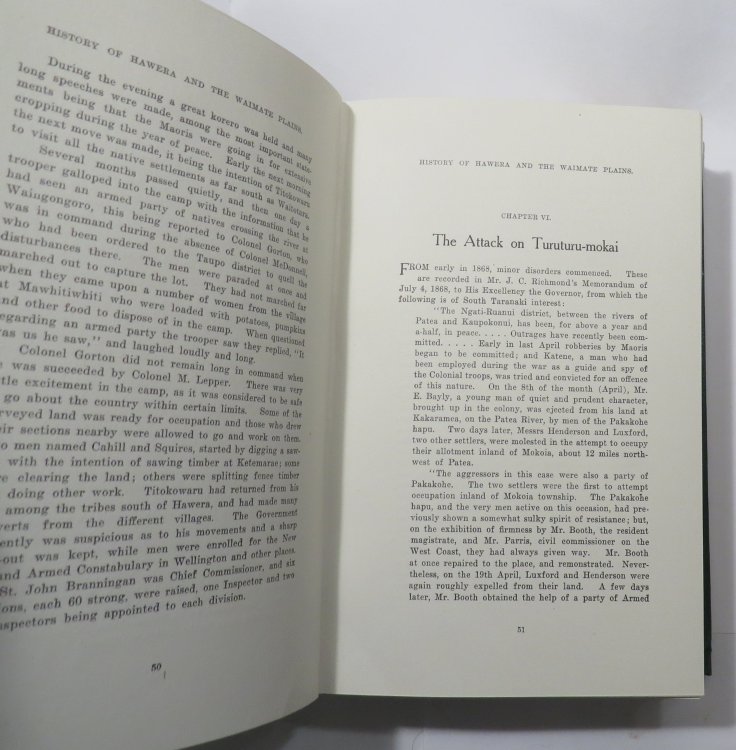 HISTORY OF HAWERA AND THE WAIMATE PLAINS.
During the evening a great korero was held and many
long speeches were made, among the most important state-
ments being that the Maoris were going in for extensive
cropping during the year of peace. Early the next morning
the next move was made, it being the intention of Titokowaru
to visit all the native settlements as far south as Waitotara.
Several months passed quietly, and then one day a
trooper galloped into the camp with the information that he
had seen an armed party of natives crossing the river at
Waingongoro, this being reported to Colonel Gorton, who
was in command during the absence of Colonel McDonnell,
who had been ordered to the Taupo district to quell the
disturbances there. The men were paraded at once and
marched out to capture the lot. They had not marched far
when they came upon a number of women from the village
at Mawhitiwhiti who were loaded with potatoes, pumpkins
and other food to dispose of in the camp. When questioned
regarding an armed party the trooper saw they replied, "It
was us he saw," and laughed loudly and long.
Colonel Gorton did not remain long in command when
was succeeded by Colonel M. Lepper. There was very
tle excitement in the camp, as it was considered to be safe
go about the country within certain limits. Some of the
rveyed land was ready for occupation and those who drew
eir sections nearby were allowed to go and work on them.
o men named Cahill and Squires, started by digging a saw-
with the intention of sawing timber at Ketemarae; some
re clearing the land; others were splitting fence timber
doing other work. Titokowaru had returned from his
among the tribes south of Hawera, and had made many
verts from the different villages. The Government
ently was suspicious as to his movements and a sharp
-out was kept, while men were enrolled for the New
and Armed Constabulary in Wellington and other places.
St. John Branningan was Chief Commissioner, and six
ions, each 60 strong, were raised, one Inspector and two
nspectors being appointed to each division.
50
HISTORY OF HAWERA AND THE WAIMATE PLAINS.
CHAPTER VI.
The Attack on Turuturu-mokai
FROM early in 1868, minor disorders commenced. These
are recorded in Mr. J. C. Richmond's Memorandum of
July 4, 1868, to His Excellency the Governor, from which the
following is of South Taranaki interest:
"The Ngati-Ruanui district, between the rivers of
Patea and Kaupokonui, has been, for above a year and
a-half, in peace. . . . . Outrages have recently been com-
mitted. . . . . Early in last April robberies by Maoris
began to be committed; and Katene, a man who had
been employed during the war as a guide and spy of
the Colonial troops, was tried and convicted for an offence
of this nature. On the 8th of the month (April), Mr.
E. Bayly, a young man of quiet and prudent character,
brought up in the colony, was ejected from his land at
Kakaramea, on the Patea River, by men of the Pakakohe
hapu. Two days later, Messrs Henderson and Luxford,
two other settlers, were molested in the attempt to occupy
their allotment inland of Mokoia, about 12 miles north-
west of Patea.
"The aggressors in this case were also a party of
Pakakohe. The two settlers were the first to attempt
occupation inland of Mokoia township. The Pakakohe
hapu, and the very men active on this occasion, had pre-
viously shown a somewhat sulky spirit of resistance; but,
on the exhibition of firmness by Mr. Booth, the resident
magistrate, and Mr. Parris, civil commissioner on the
West Coast, they had always given way. Mr. Booth
at once repaired to the place, and remonstrated. Never-
theless, on the 19th April, Luxford and Henderson were
again roughly expelled from their land. A few days
later, Mr. Booth obtained the help of a party of Armed
51